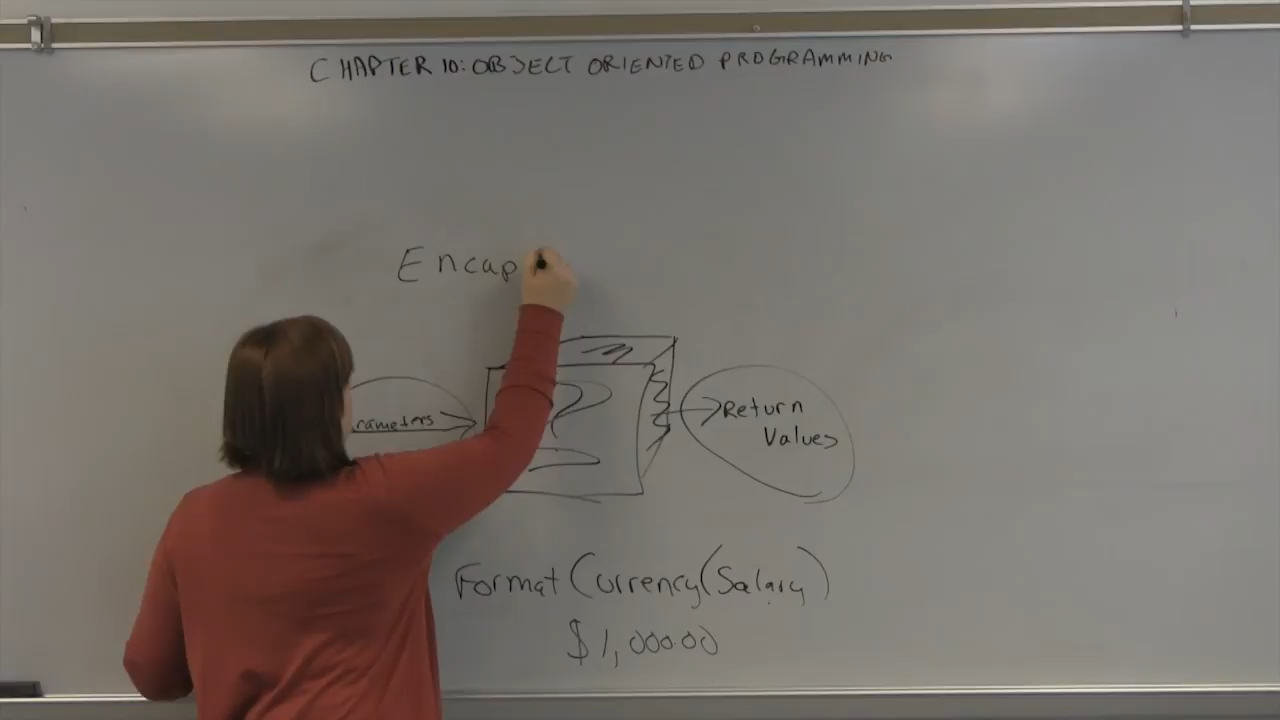 CHAPTER 10: OBJECT ORIENTED PROGRAMMING
Encap
rameters
Return
Values
?
Format Currency(Salary)
$1,000.00